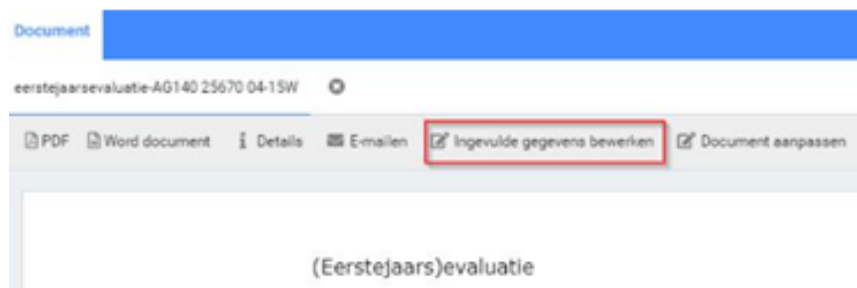 Document
eerstejaarsevaluatie-AG140 25670 04-15W
PDF Word document Details E-mailen Ingevulde gegevens bewerken Document aanpassen
(Eerstejaars)evaluatie